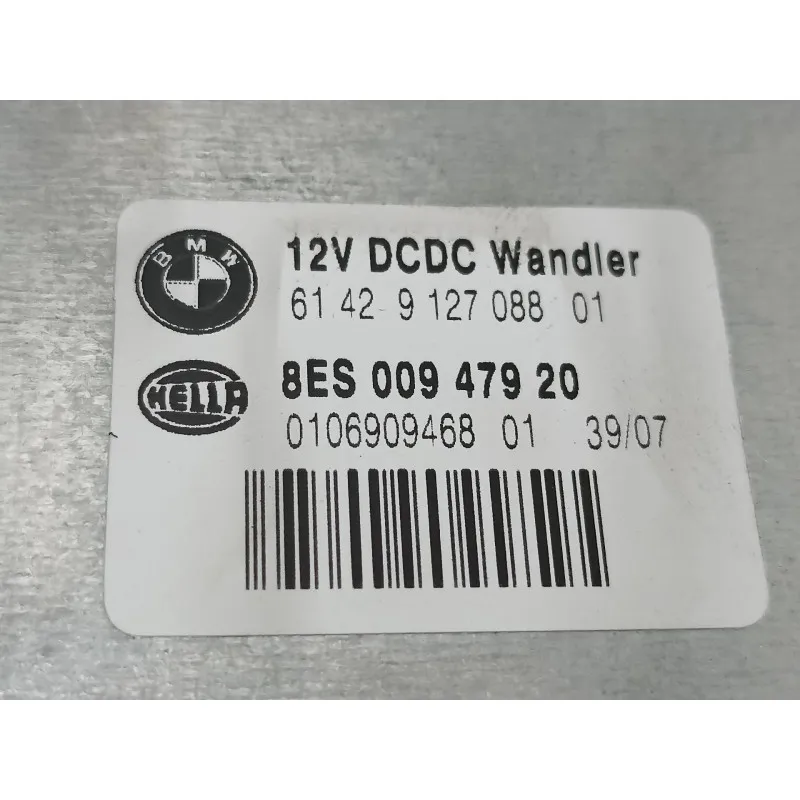 BMW
12V DCDC Wandler
61.42- 9 127 088 01
HELLA
8ES 009 479 20
0106909468 01 39/07